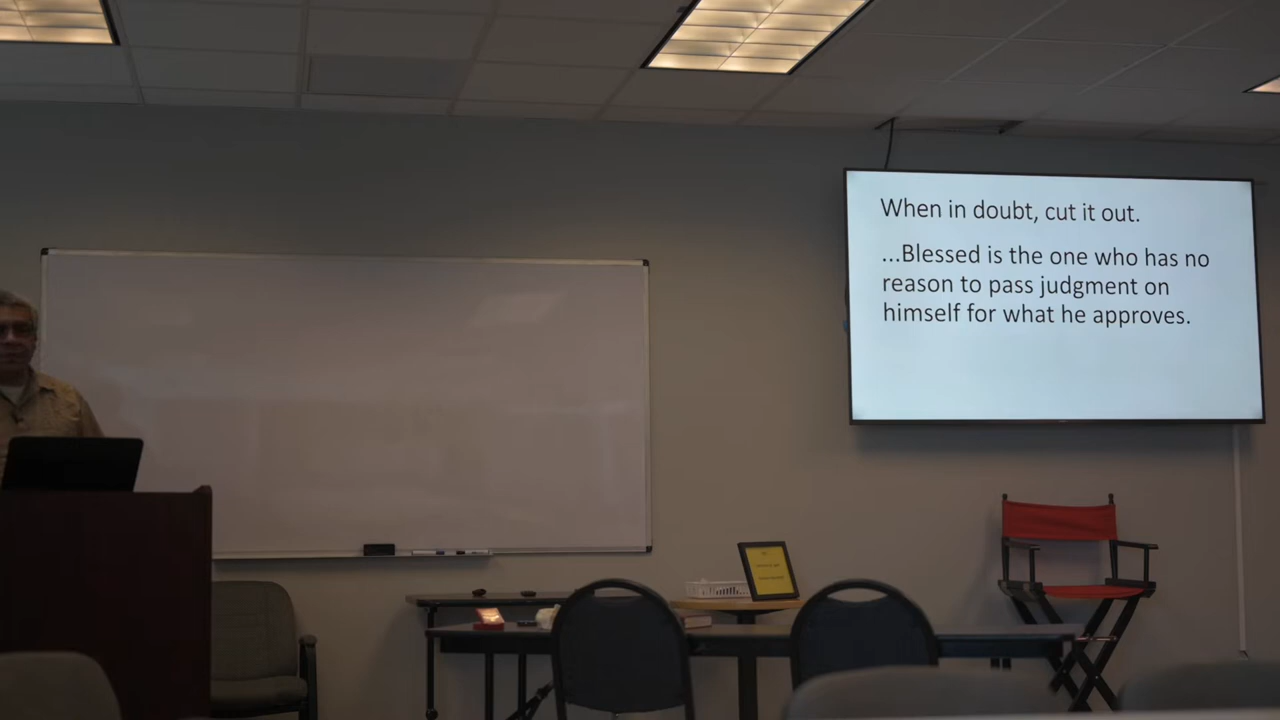 When in doubt, cut it out.
...Blessed is the one who has no
reason to pass judgment on
himself for what he approves.